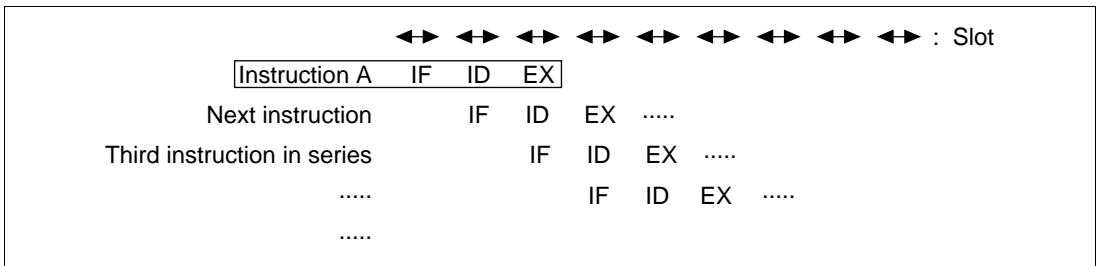 : Slot
Instruction A IF ID EX
Next instruction IF ID EX .....
Third instruction in series IF ID EX .....
..... IF ID EX .....
.....